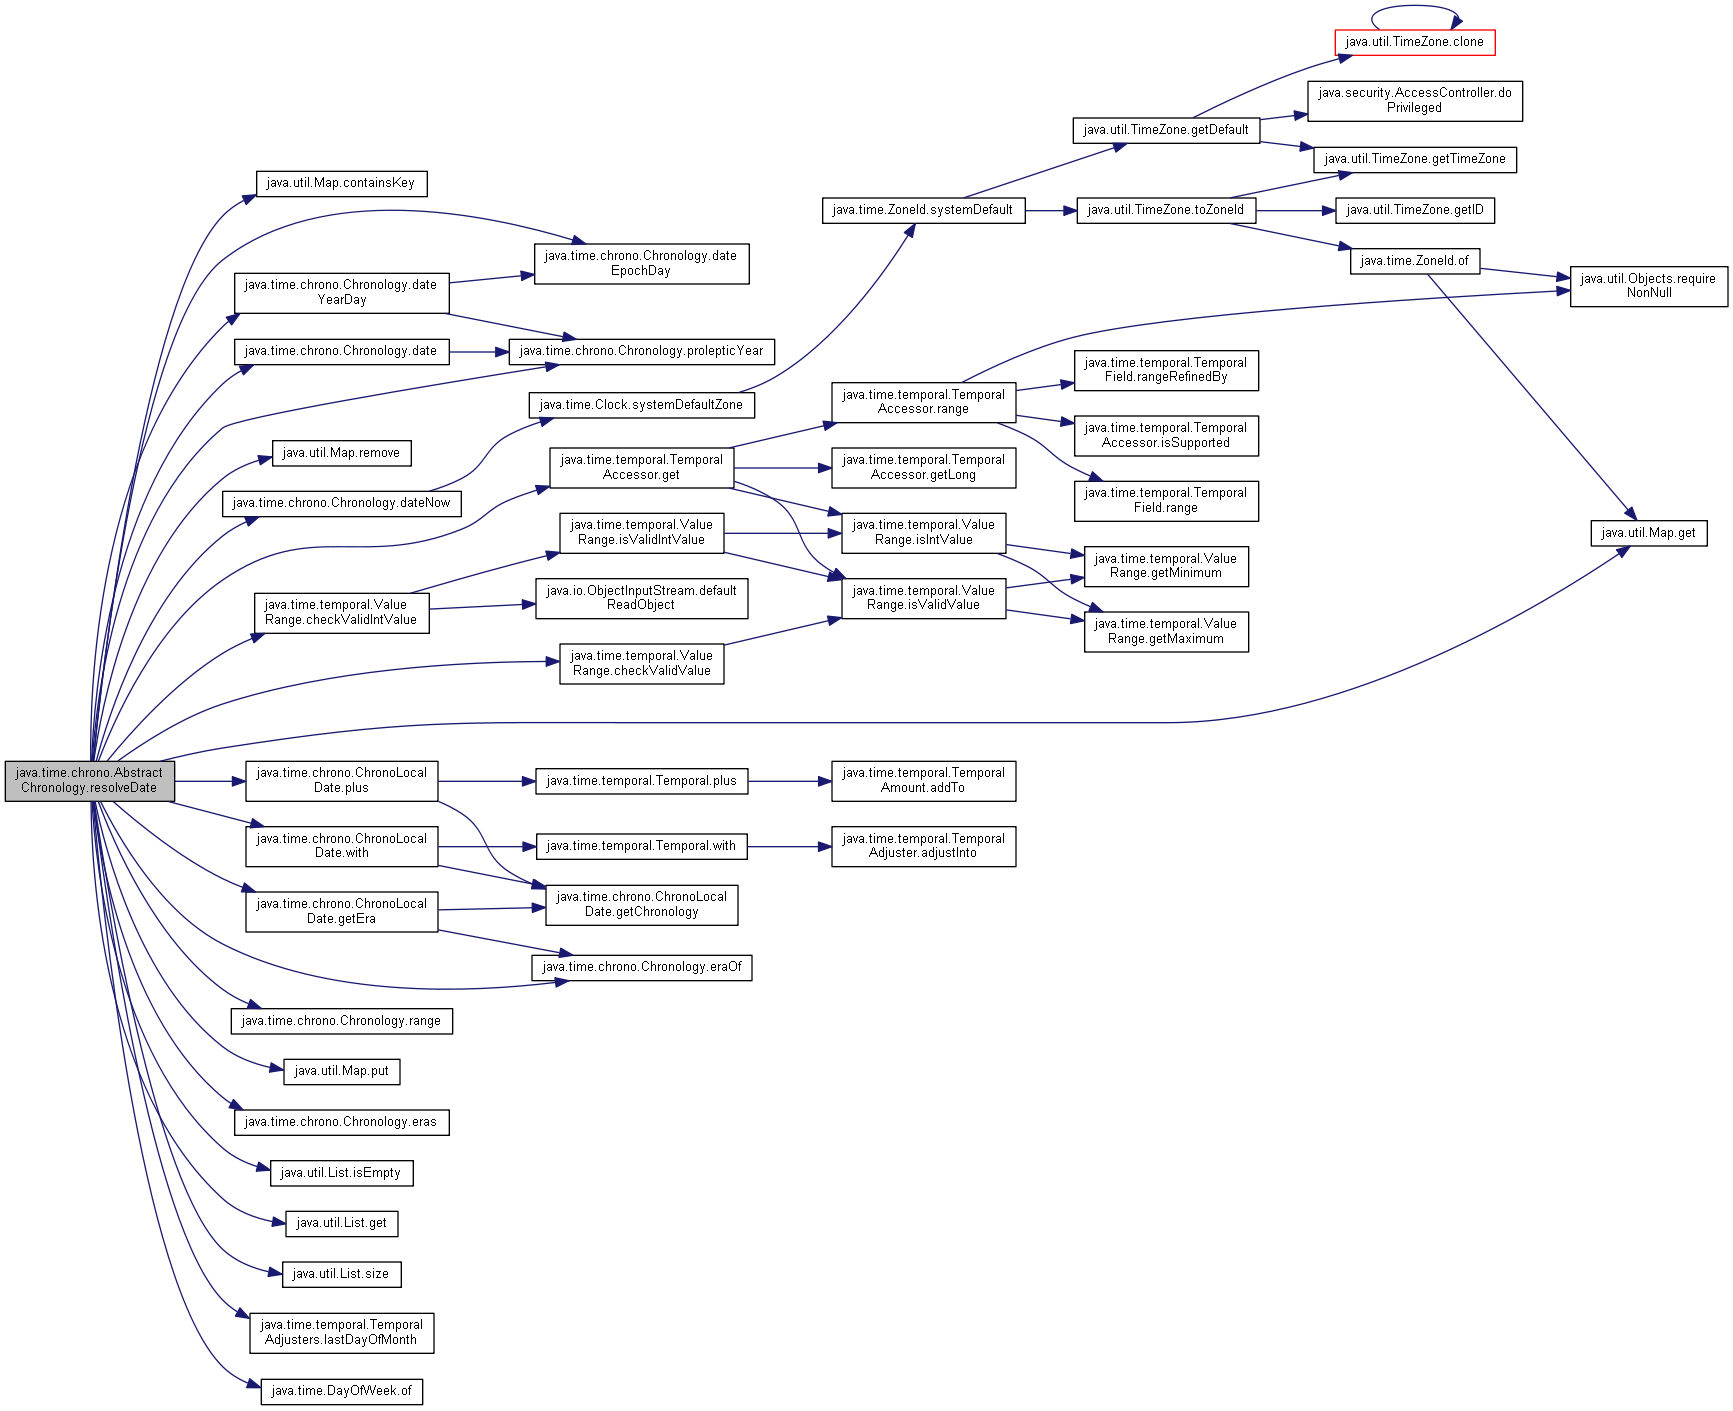 java.util.TimeZone.clone
java.security.AccessController.do
Privileged
java.util.TimeZone.getDefault
java.util.TimeZone.getTimeZone
java.util.Map.containsKey
java.time.ZoneId.systemDefault
java.util.TimeZone.toZoneId
java.util.TimeZone.getID
java.time.chrono.Chronology.date
EpochDay
java.time.ZoneId.of
java.time.chrono.Chronology.date
YearDay
java.util.Objects.require
NonNull
java.time.chrono.Chronology.date
java.time.chrono.Chronology.prolepticYear
java.time.temporal.Temporal
Field.rangeRefinedBy
java.time.Clock.systemDefaultZone
java.time.temporal.Temporal
Accessor.range
java.time.temporal.Temporal
Accessor.isSupported
java.util.Map.remove
java.time.temporal.Temporal
Accessor.get
java.time.temporal.Temporal
Accessor.getLong
java.time.chrono.Chronology.dateNow
java.time.temporal.Temporal
Field.range
java.time.temporal.Value
Range.isValidIntValue
java.time.temporal.Value
Range.isIntValue
java.util.Map.get
java.time.temporal.Value
Range.getMinimum
java.io.ObjectInputStream.default
ReadObject
java.time.temporal.Value
Range.isValidValue
java.time.temporal.Value
Range.checkValidIntValue
java.time.temporal.Value
Range.getMaximum
java.time.temporal.Value
Range.checkValidValue
java.time.chrono.Abstract
Chronology.resolveDate
java.time.chrono.ChronoLocal
Date.plus
java.time.temporal.Temporal.plus
java.time.temporal.Temporal
Amount.addTo
java.time.chrono.ChronoLocal
Date.with
java.time.temporal.Temporal.with
java.time.temporal.Temporal
Adjuster.adjustInto
java.time.chrono.ChronoLocal
Date.getEra
java.time.chrono.ChronoLocal
Date.getChronology
java.time.chrono.Chronology.eraOf
java.time.chrono.Chronology.range
java.util.Map.put
java.time.chrono.Chronology.eras
java.util.List.isEmpty
java.util.List.get
java.util.List.size
java.time.temporal.Temporal
Adjusters.lastDayOfMonth
java.time.DayOfWeek.of